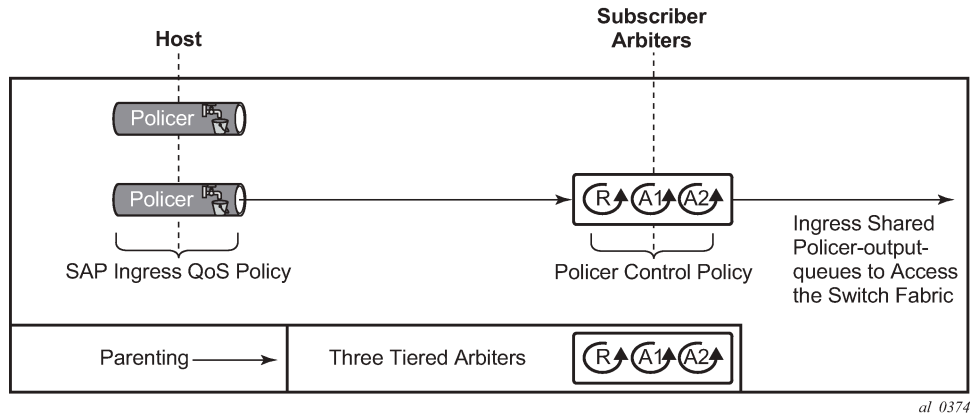 Host
Subscriber
Arbiters
Policer
Policer
R A1 A2
SAP Ingress QoS Policy
Policer Control Policy
Ingress Shared
Policer-output-
queues to Access
the Switch Fabric
Parenting
Three Tiered Arbiters
R A1 A2
al_0374